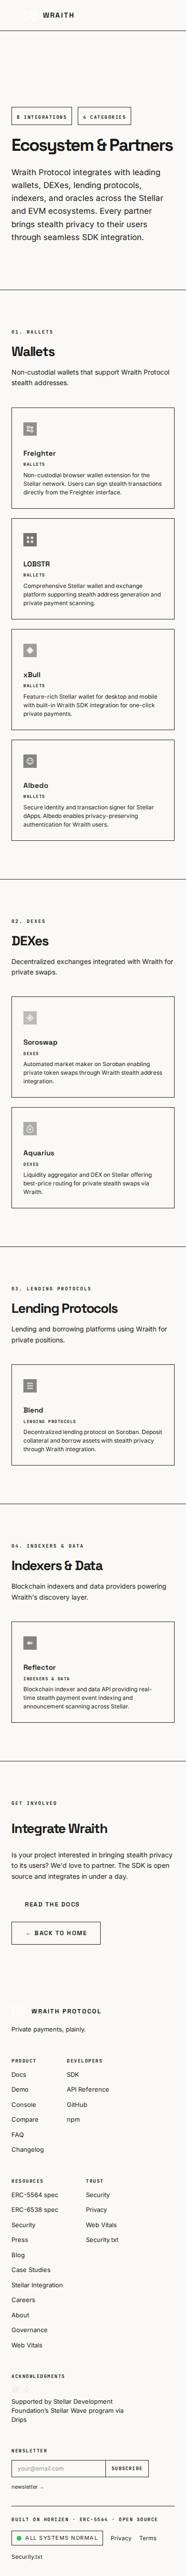 WRAITH
8 INTEGRATIONS
4 CATEGORIES
Ecosystem & Partners
Wraith Protocol integrates with leading
wallets, DEXes, lending protocols,
indexers, and oracles across the Stellar
and EVM ecosystems. Every partner
brings stealth privacy to their users
through seamless SDK integration.
01. WALLETS
Wallets
Non-custodial wallets that support Wraith Protocol
stealth addresses.
Freighter
WALLETS
Non-custodial browser wallet extension for the
Stellar network. Users can sign stealth transactions
directly from the Freighter interface.
LOBSTR
WALLETS
Comprehensive Stellar wallet and exchange
platform supporting stealth address generation and
private payment scanning.
xBull
WALLETS
Feature-rich Stellar wallet for desktop and mobile
with built-in Wraith SDK integration for one-click
private payments.
Albedo
WALLETS
Secure identity and transaction signer for Stellar
dApps. Albedo enables privacy-preserving
authentication for Wraith users.
02. DEXES
DEXes
Decentralized exchanges integrated with Wraith for
private swaps.
Soroswap
DEXES
Automated market maker on Soroban enabling
private token swaps through Wraith stealth address
integration.
Aquarius
DEXES
Liquidity aggregator and DEX on Stellar offering
best-price routing for private stealth swaps via
Wraith.
03. LENDING PROTOCOLS
Lending Protocols
Lending and borrowing platforms using Wraith for
private positions.
Blend
LENDING PROTOCOLS
Decentralized lending protocol on Soroban. Deposit
collateral and borrow assets with stealth privacy
through Wraith integration.
04. INDEXERS & DATA
Indexers & Data
Blockchain indexers and data providers powering
Wraith's discovery layer.
Reflector
INDEXERS & DATA
Blockchain indexer and data API providing real-
time stealth payment event indexing and
announcement scanning across Stellar.
GET INVOLVED
Integrate Wraith
Is your project interested in bringing stealth privacy
to its users? We'd love to partner. The SDK is open
source and integrates in under a day.
READ THE DOCS
← BACK TO HOME
WRAITH PROTOCOL
Private payments, plainly.
PRODUCT
Docs
Demo
Console
Compare
FAQ
Changelog
DEVELOPERS
SDK
API Reference
GitHub
npm
RESOURCES
ERC-5564 spec
ERC-6538 spec
Security
Press
Blog
Case Studies
Stellar Integration
Careers
About
Governance
Web Vitals
TRUST
Security
Privacy
Web Vitals
Security.txt
ACKNOWLEDGMENTS
Supported by Stellar Development
Foundation's Stellar Wave program via
Drips
NEWSLETTER
your@email.com
SUBSCRIBE
newsletter →
BUILT ON HORIZEN · ERC-5564 · OPEN SOURCE
ALL SYSTEMS NORMAL
Privacy
Terms
Security.txt